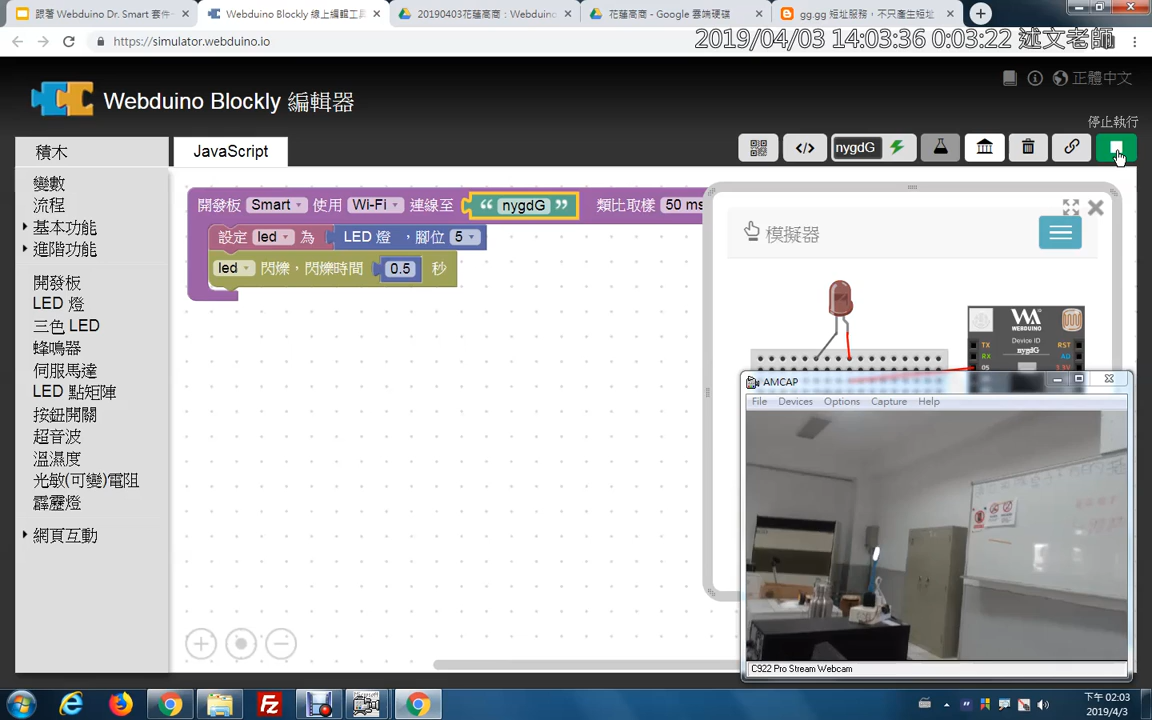 跟著 Webduino Dr. Smart 套件-
Webduino Blockly 線上編輯工具
20190403花蓮高商：Webduino
花蓮高商 - Google 雲端硬碟
gg.gg 短址服務，不只產生短址
https://simulator.webduino.io
2019/04/03 14:03:36 0:03:22 述文老師
Webduino Blockly 編輯器
正體中文
停止執行
積木
JavaScript
</>
nygdG
變數
流程
基本功能
進階功能
開發板
LED 燈
三色 LED
蜂鳴器
伺服馬達
LED 點矩陣
按鈕開關
超音波
溫濕度
光敏(可變)電阻
霹靂燈
網頁互動
開發板 Smart 使用 Wi-Fi 連線至 “ nygdG ” 類比取樣 50 ms
設定 led 為 LED 燈 ，腳位 5
led 閃爍，閃爍時間 0.5 秒
模擬器
WEBDUINO
Device ID
nygdG
TX
RX
05
RST
AD
3.3V
AMCAP
File Devices Options Capture Help
C922 Pro Stream Webcam
下午 02:03
2019/4/3